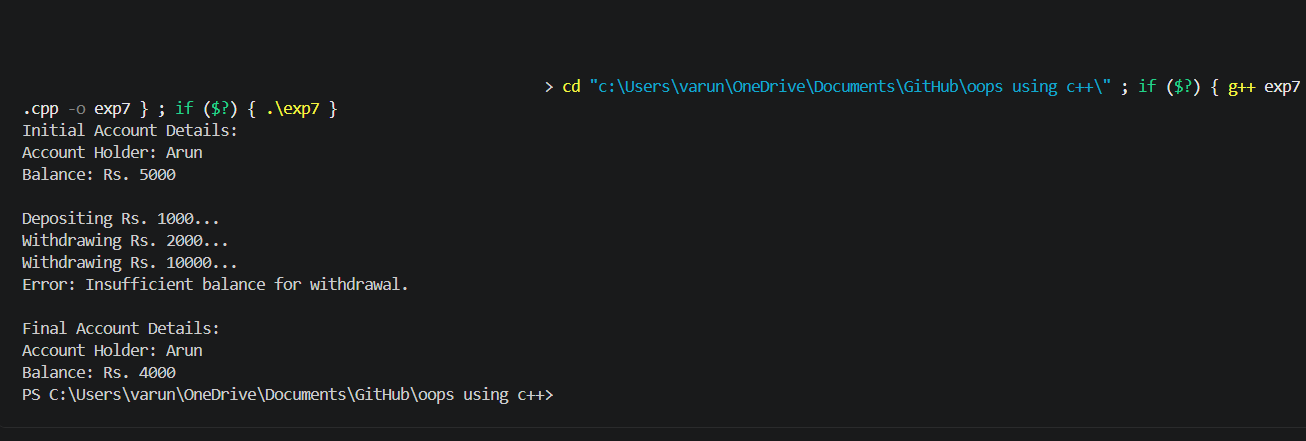 > cd "c:\Users\varun\OneDrive\Documents\GitHub\oops using c++\" ; if ($?) { g++ exp7
.cpp -o exp7 } ; if ($?) { .\exp7 }
Initial Account Details:
Account Holder: Arun
Balance: Rs. 5000
Depositing Rs. 1000...
Withdrawing Rs. 2000...
Withdrawing Rs. 10000...
Error: Insufficient balance for withdrawal.
Final Account Details:
Account Holder: Arun
Balance: Rs. 4000
PS C:\Users\varun\OneDrive\Documents\GitHub\oops using c++>